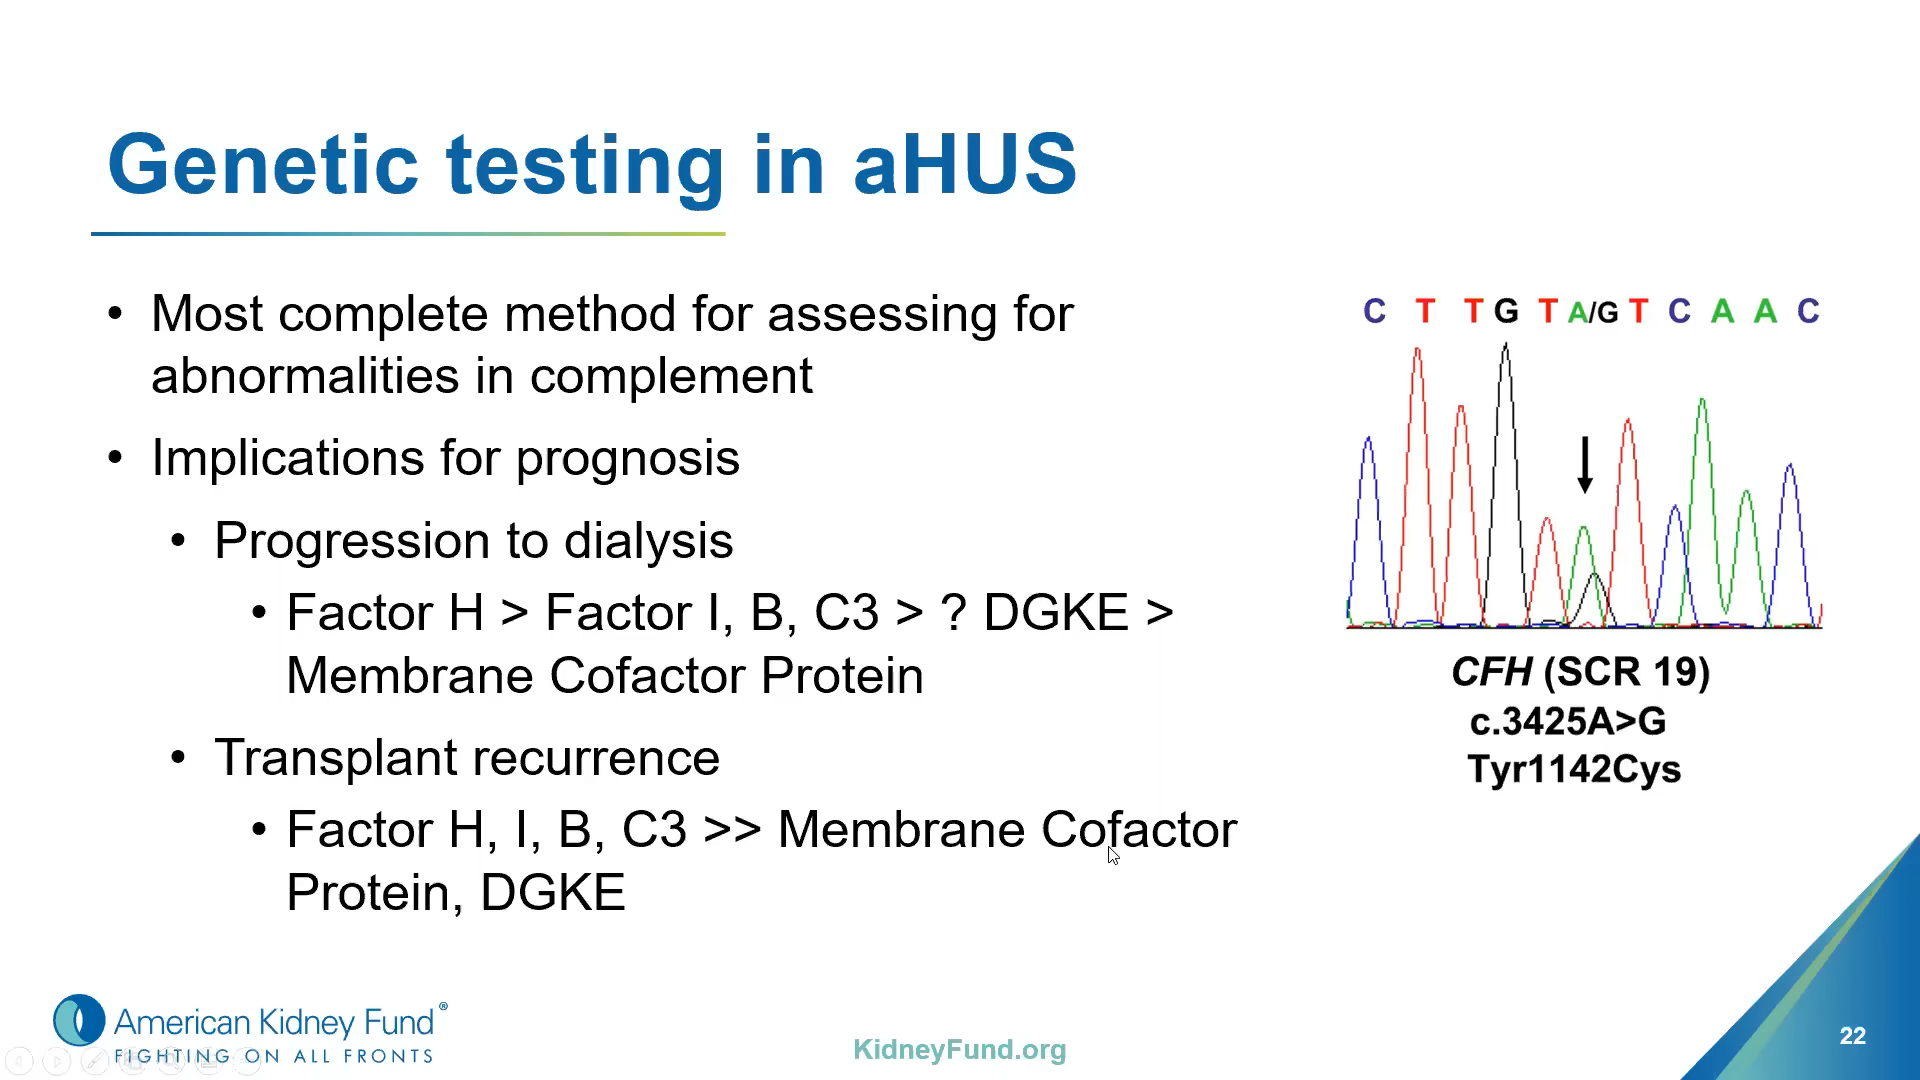 Genetic testing in aHUS
• Most complete method for assessing for
abnormalities in complement
• Implications for prognosis
• Progression to dialysis
• Factor H > Factor I, B, C3 > ? DGKE >
Membrane Cofactor Protein
• Transplant recurrence
• Factor H, I, B, C3 >> Membrane Cofactor
Protein, DGKE
C T T G T A/G T C A A C
CFH (SCR 19)
c.3425A>G
Tyr1142Cys
American Kidney Fund®
FIGHTING ON ALL FRONTS
KidneyFund.org
22